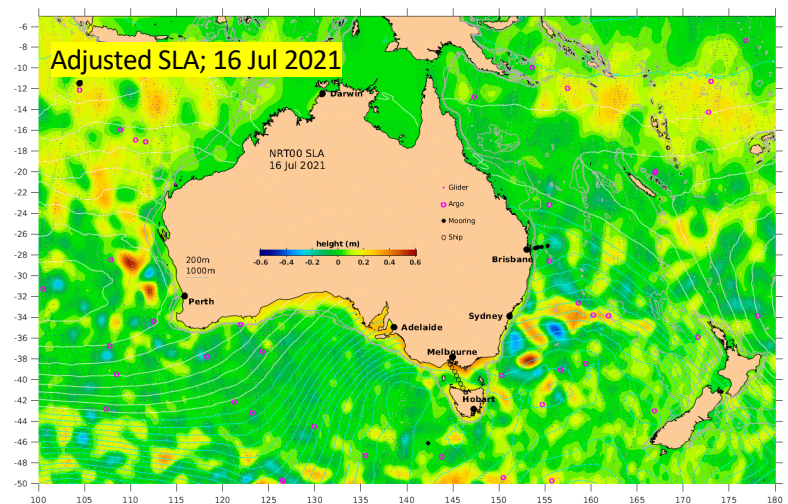 Adjusted SLA; 16 Jul 2021
-6
-8
-10
-12
-14
-16
-18
-20
-22
-24
-26
-28
-30
-32
-34
-36
-38
-40
-42
-44
-46
-48
-50
Darwin
NRT00 SLA
16 Jul 2021
Glider
Argo
Mooring
Ship
height (m)
-0.6 -0.4 -0.2 0 0.2 0.4 0.6
200m
1000m
Brisbane
Perth
Sydney
Adelaide
Melbourne
Hobart
100 105 110 115 120 125 130 135 140 145 150 155 160 165 170 175 180